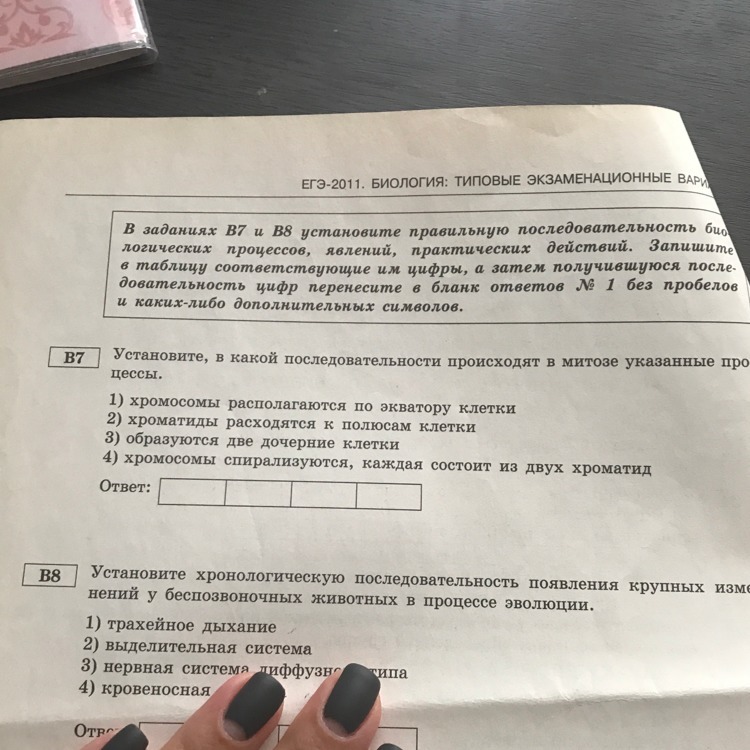 ЕГЭ-2011. БИОЛОГИЯ: ТИПОВЫЕ ЭКЗАМЕНАЦИОННЫЕ ВАРИ
В заданиях В7 и В8 установите правильную последовательность био
логических процессов, явлений, практических действий. Запишите
в таблицу соответствующие им цифры, а затем получившуюся после-
довательность цифр перенесите в бланк ответов № 1 без пробелов
и каких-либо дополнительных символов.
В7 Установите, в какой последовательности происходят в митозе указанные про
цессы.
1) хромосомы располагаются по экватору клетки
2) хроматиды расходятся к полюсам клетки
3) образуются две дочерние клетки
4) хромосомы спирализуются, каждая состоит из двух хроматид
Ответ:
В8 Установите хронологическую последовательность появления крупных изме
нений у беспозвоночных животных в процессе эволюции.
1) трахейное дыхание
2) выделительная система
3) нервная система диффузно типа
4) кровеносная
Отв